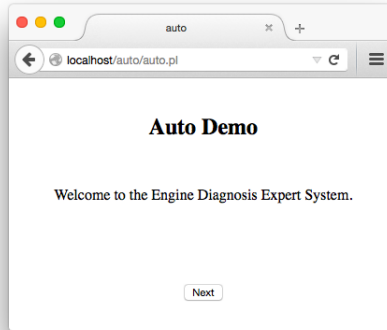 auto
localhost/auto/auto.pl
Auto Demo
Welcome to the Engine Diagnosis Expert System.
Next